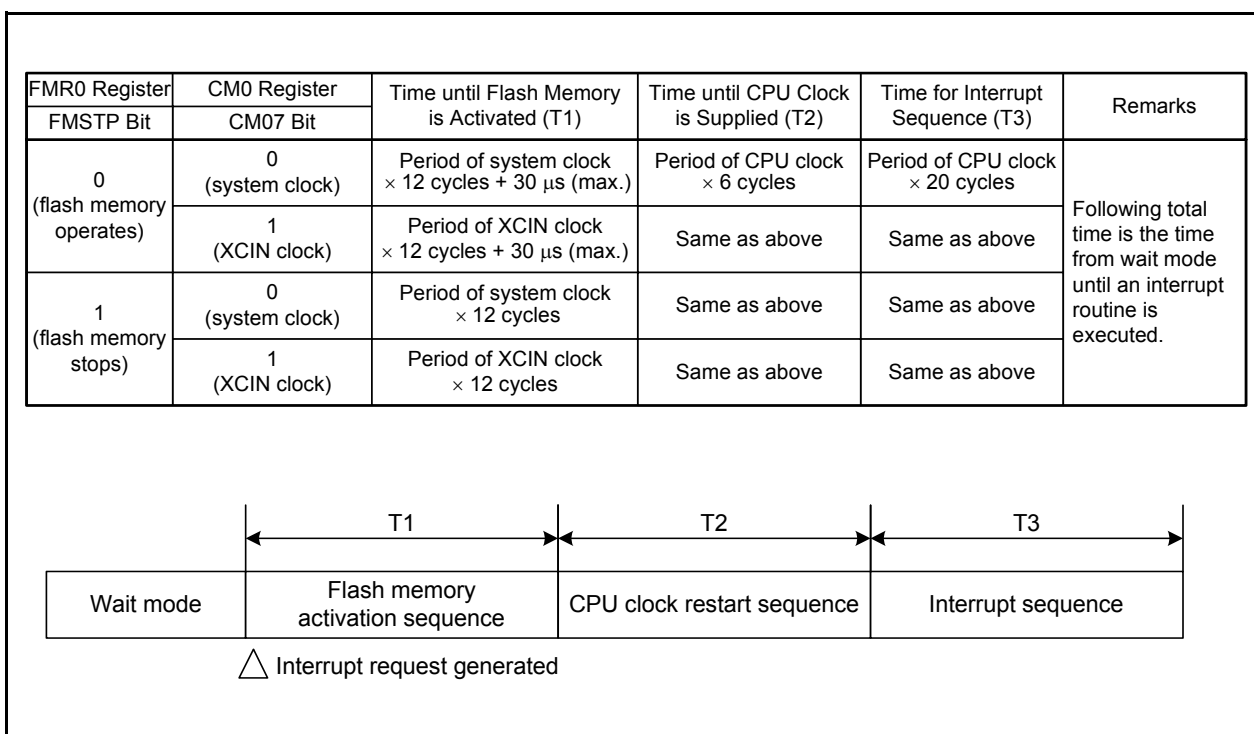 FMR0 Register
FMSTP Bit
CM0 Register
CM07 Bit
Time until Flash Memory
is Activated (T1)
Time until CPU Clock
is Supplied (T2)
Time for Interrupt
Sequence (T3)
Remarks
0
(flash memory
operates)
0
(system clock)
Period of system clock
× 12 cycles + 30 μs (max.)
Period of CPU clock
× 6 cycles
Period of CPU clock
× 20 cycles
Following total
time is the time
from wait mode
until an interrupt
routine is
executed.
1
(XCIN clock)
Period of XCIN clock
× 12 cycles + 30 μs (max.)
Same as above
Same as above
1
(flash memory
stops)
0
(system clock)
Period of system clock
× 12 cycles
Same as above
Same as above
1
(XCIN clock)
Period of XCIN clock
× 12 cycles
Same as above
Same as above
T1
T2
T3
Wait mode
Flash memory
activation sequence
CPU clock restart sequence
Interrupt sequence
Interrupt request generated